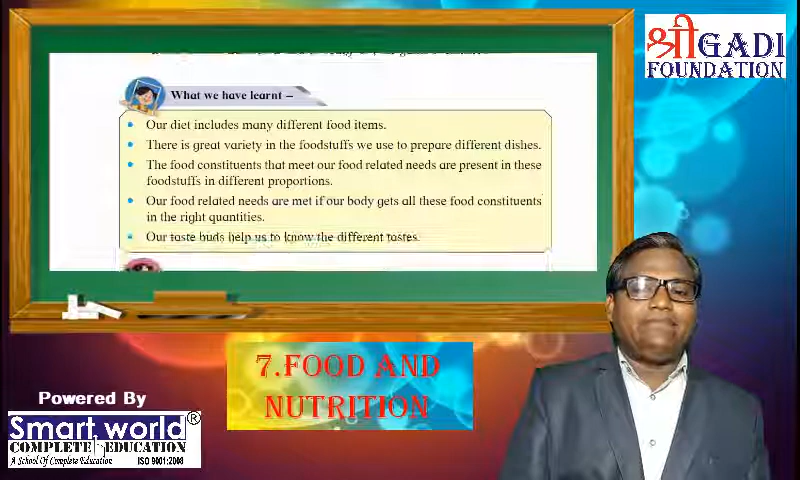 श्रीGADI
FOUNDATION
What we have learnt –
• Our diet includes many different food items.
• There is great variety in the foodstuffs we use to prepare different dishes.
• The food constituents that meet our food related needs are present in these
foodstuffs in different proportions.
• Our food related needs are met if our body gets all these food constituents
in the right quantities.
• Our taste buds help us to know the different tastes.
7.FOOD AND
NUTRITION
Powered By
Smart world®
COMPLETE EDUCATION
A School Of Complete Education ISO 9001:2008